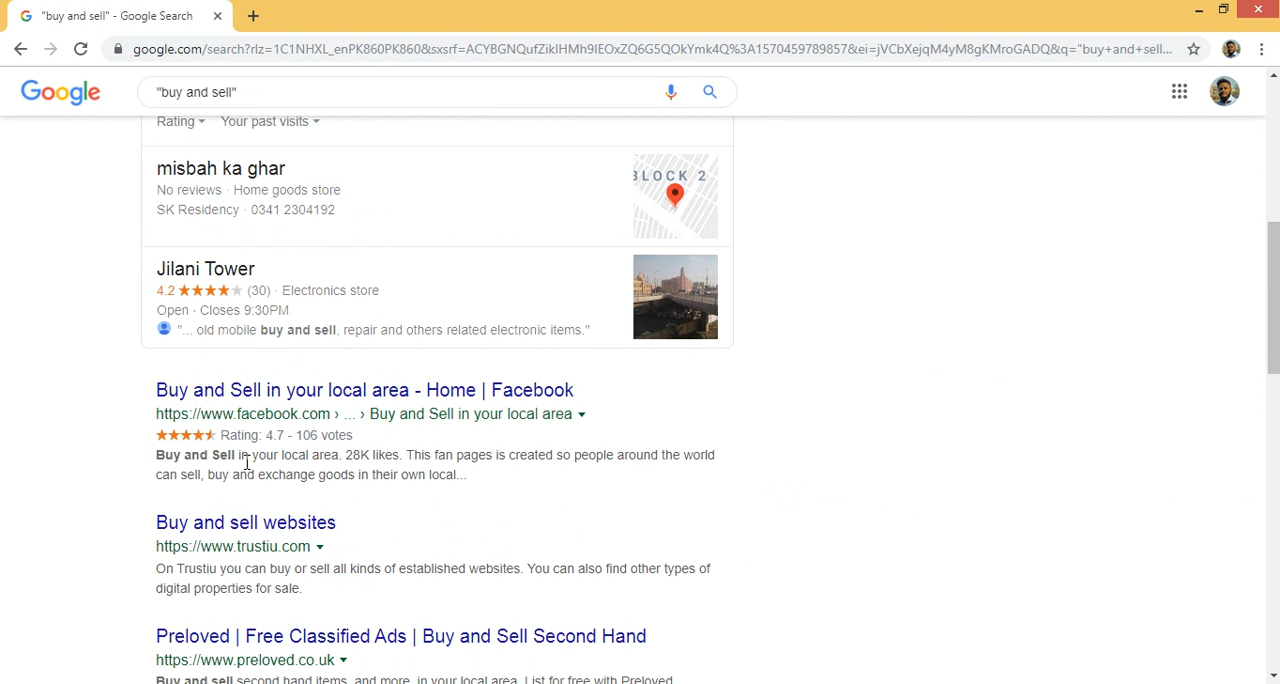 "buy and sell" - Google Search
google.com/search?rlz=1C1NHXL_enPK860PK860&sxsrf=ACYBGNQufZiklHMh9IEOxZQ6G5QOkYmk4Q%3A1570459789857&ei=jVCbXejqM4yM8gKMroGADQ&q="buy+and+sell...
Google
"buy and sell"
Rating Your past visits
misbah ka ghar
No reviews · Home goods store
SK Residency · 0341 2304192
BLOCK 2
Jilani Tower
4.2 (30) · Electronics store
Open · Closes 9:30PM
"... old mobile buy and sell, repair and others related electronic items."
Buy and Sell in your local area - Home | Facebook
https://www.facebook.com › ... › Buy and Sell in your local area
Rating: 4.7 - 106 votes
Buy and Sell in your local area. 28K likes. This fan pages is created so people around the world
can sell, buy and exchange goods in their own local...
Buy and sell websites
https://www.trustiu.com
On Trustiu you can buy or sell all kinds of established websites. You can also find other types of
digital properties for sale.
Preloved | Free Classified Ads | Buy and Sell Second Hand
https://www.preloved.co.uk
Buy and sell second hand items, and more, in your local area. List for free with Preloved